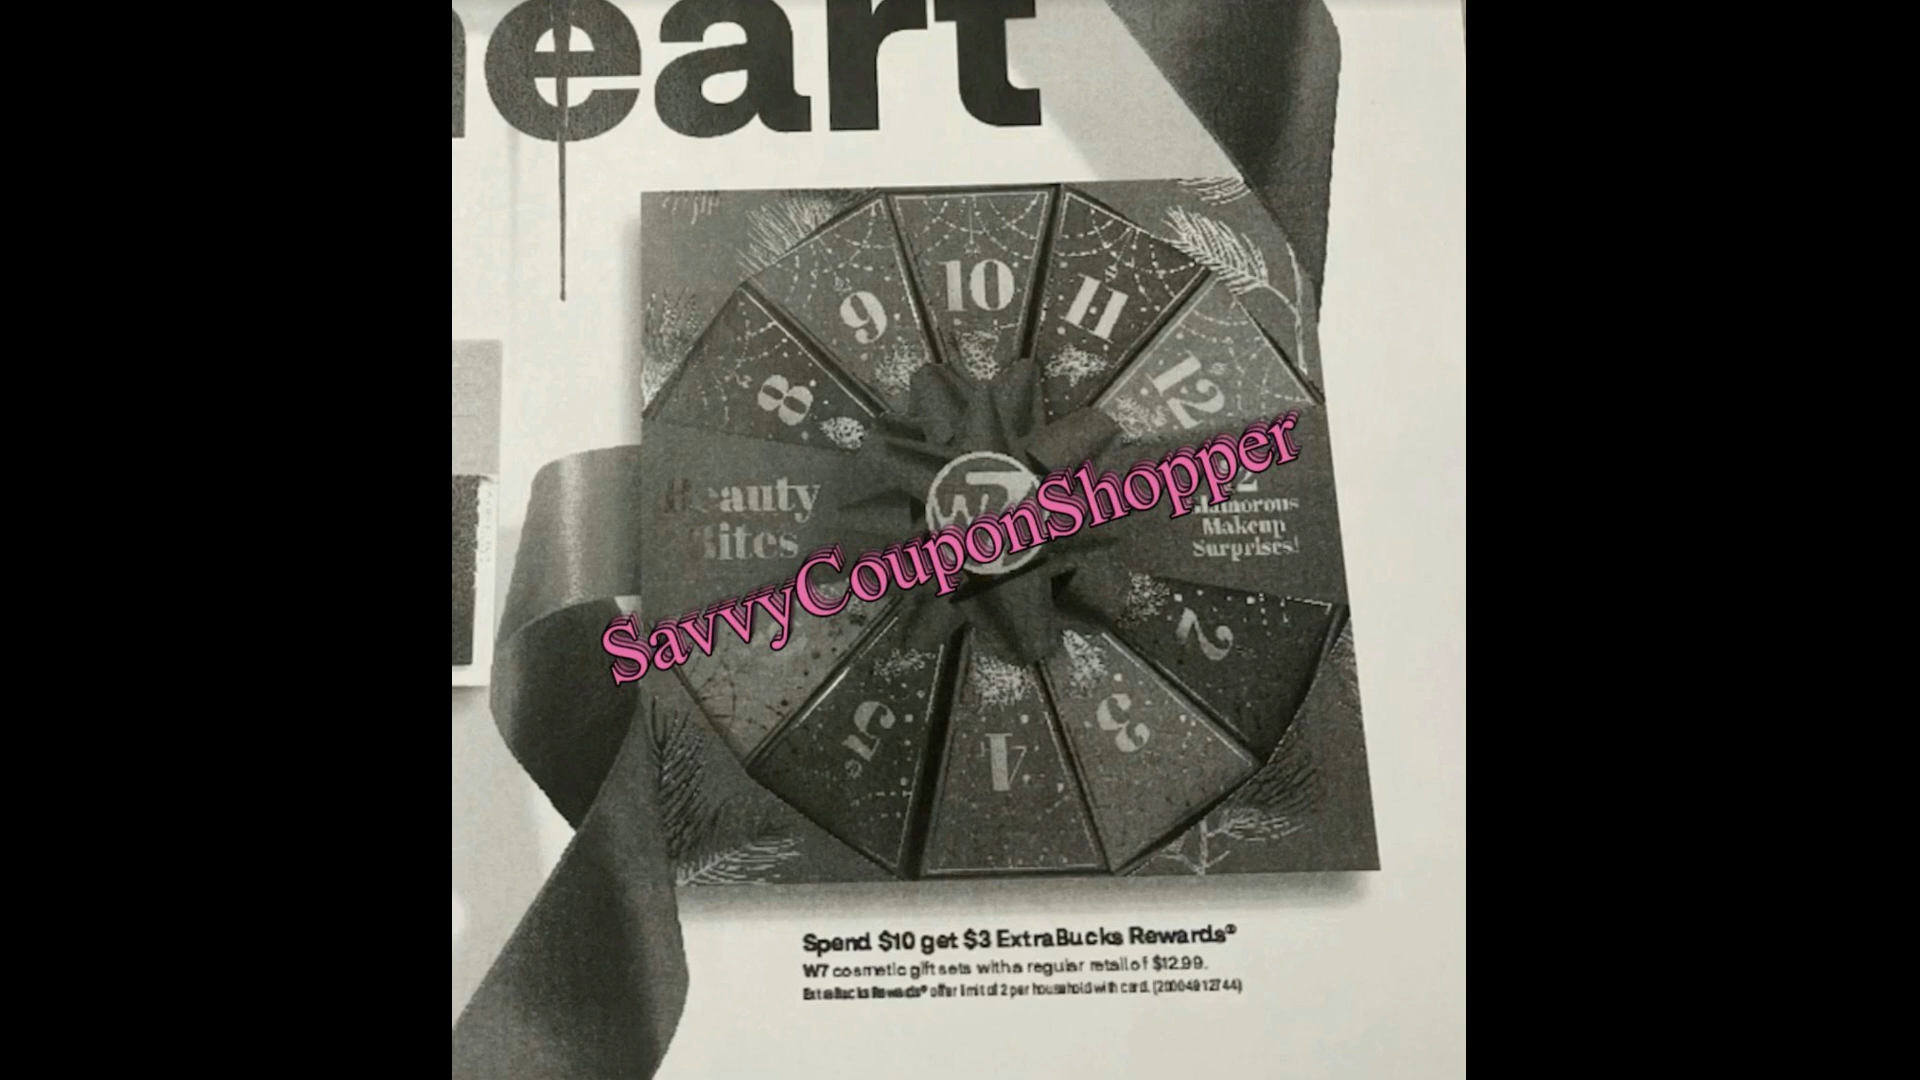 eart
9
10
11
8
12
Beauty
Bites
W7
SavvyCouponShopper
12
Glamorous
Makeup
Surprises!
2
5
4
3
Spend $10 get $3 ExtraBucks Rewards®
W7 cosmetic gift sets with a regular retail of $12.99.
ExtraBucks Rewards® offer limit of 2 per household with card. (20004912744)